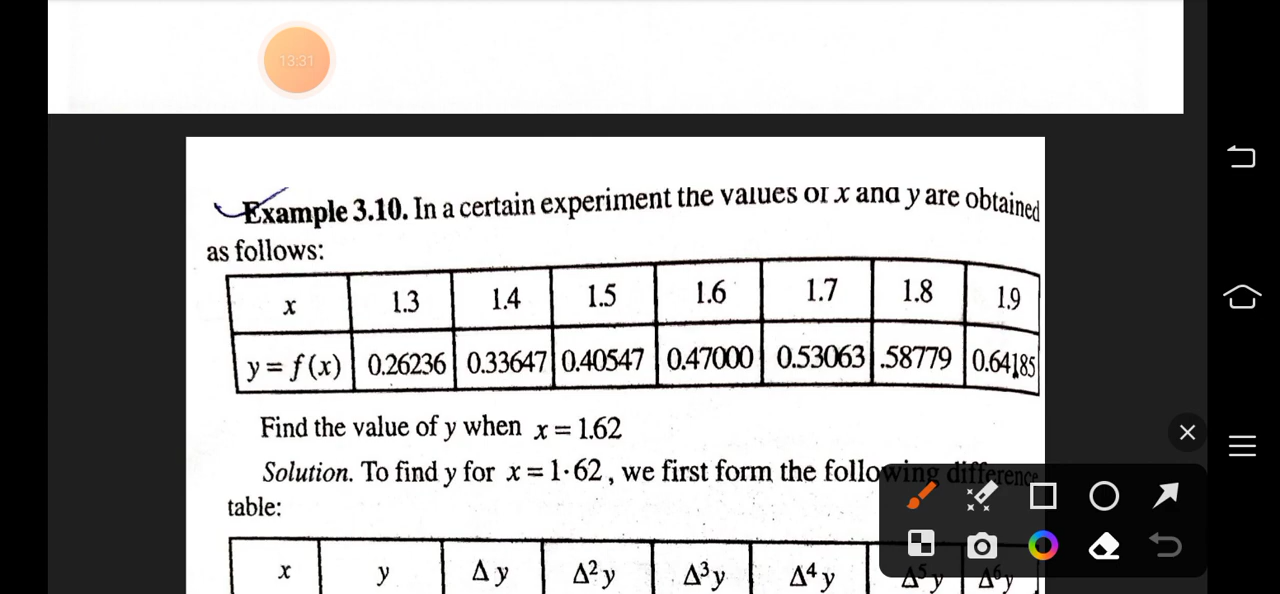 13:31
Example 3.10. In a certain experiment the values of x and y are obtained
as follows:
x 1.3 1.4 1.5 1.6 1.7 1.8 1.9
y = f(x) 0.26236 0.33647 0.40547 0.47000 0.53063 .58779 0.64185
Find the value of y when x = 1.62
Solution. To find y for x = 1·62, we first form the following difference
table:
x y Δy Δ²y Δ³y Δ⁴y Δ⁵y Δ⁶y